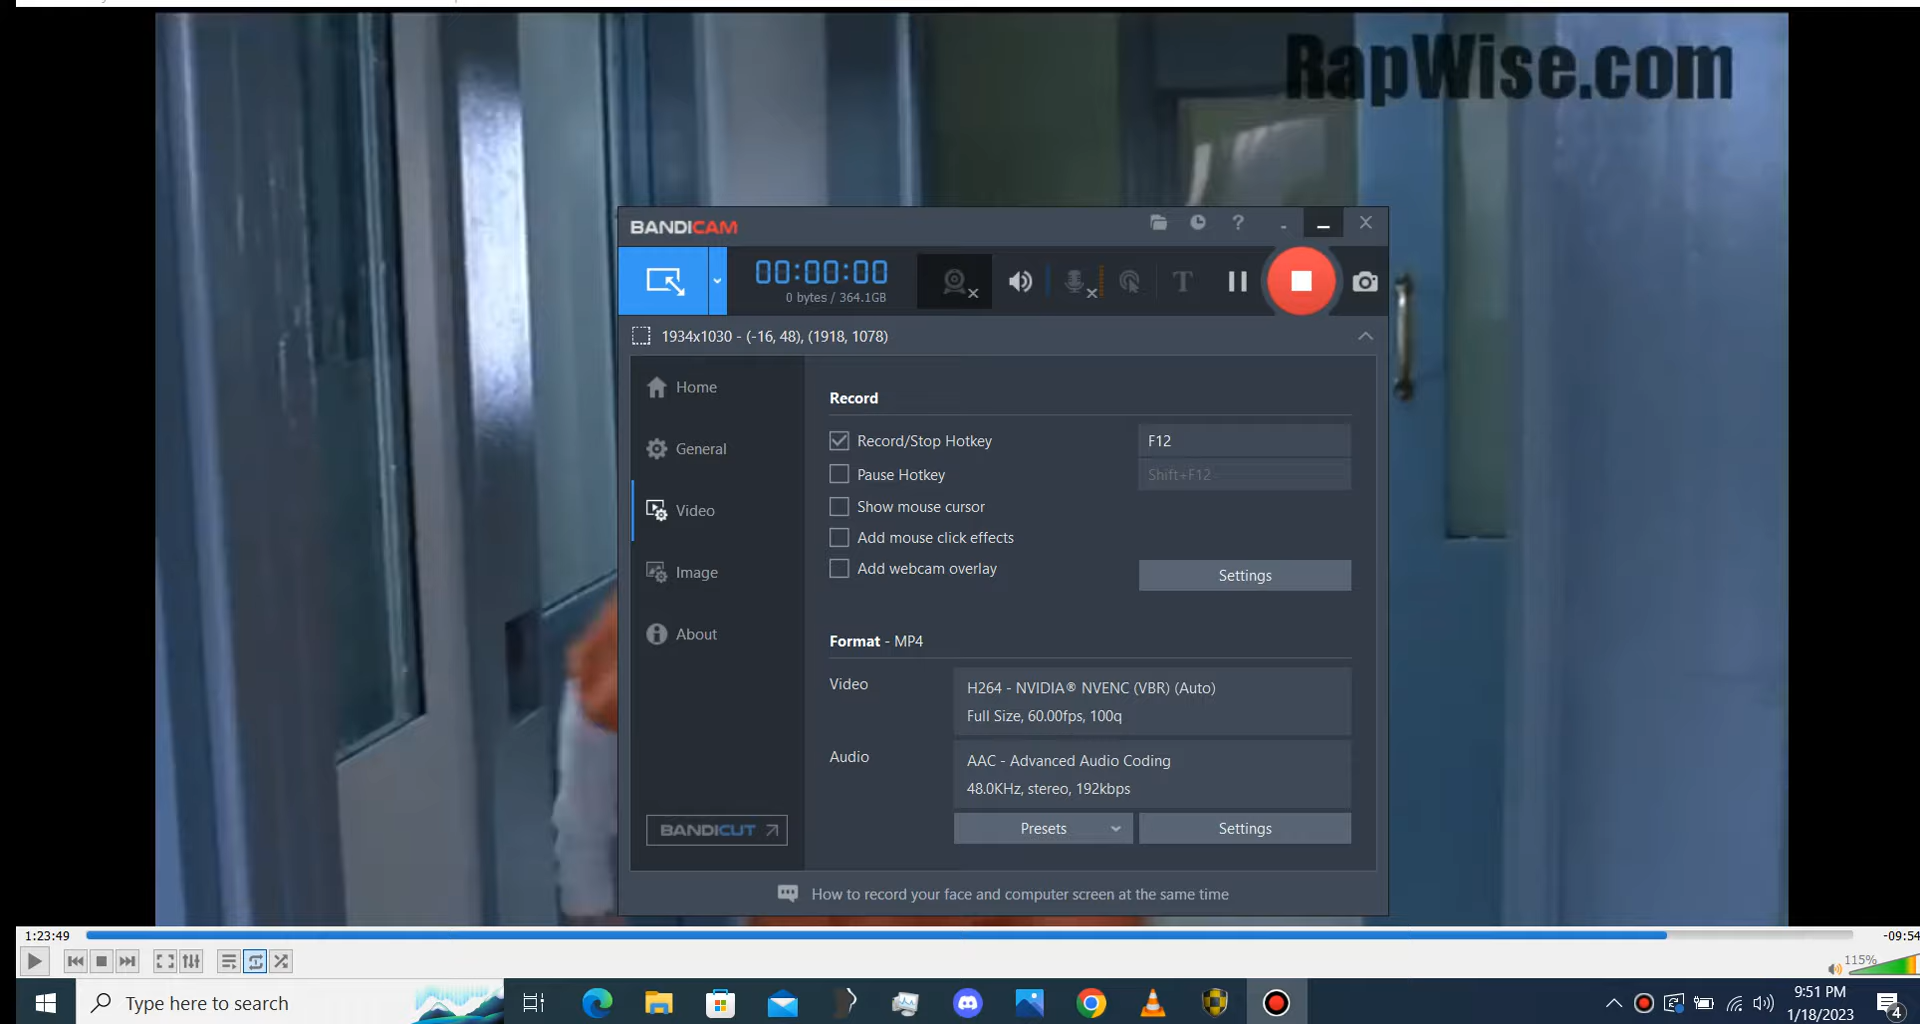 RapWise.com
BANDICAM
?
00:00:00
0 bytes / 364.1GB
T
1934x1030 - (-16, 48), (1918, 1078)
Home
General
Video
Image
About
BANDICUT
Record
Record/Stop Hotkey
F12
Pause Hotkey
Shift+F12
Show mouse cursor
Add mouse click effects
Add webcam overlay
Settings
Format - MP4
Video
H264 - NVIDIA® NVENC (VBR) (Auto)
Full Size, 60.00fps, 100q
Audio
AAC - Advanced Audio Coding
48.0KHz, stereo, 192kbps
Presets
Settings
How to record your face and computer screen at the same time
1:23:49
-09:54
115%
Type here to search
9:51 PM
1/18/2023
4